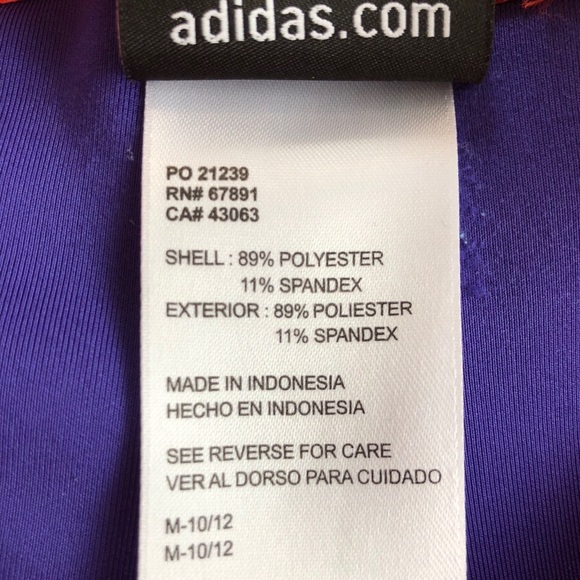 adidas.com
PO 21239
RN# 67891
CA# 43063
SHELL : 89% POLYESTER
11% SPANDEX
EXTERIOR : 89% POLIESTER
11% SPANDEX
MADE IN INDONESIA
HECHO EN INDONESIA
SEE REVERSE FOR CARE
VER AL DORSO PARA CUIDADO
M-10/12
M-10/12